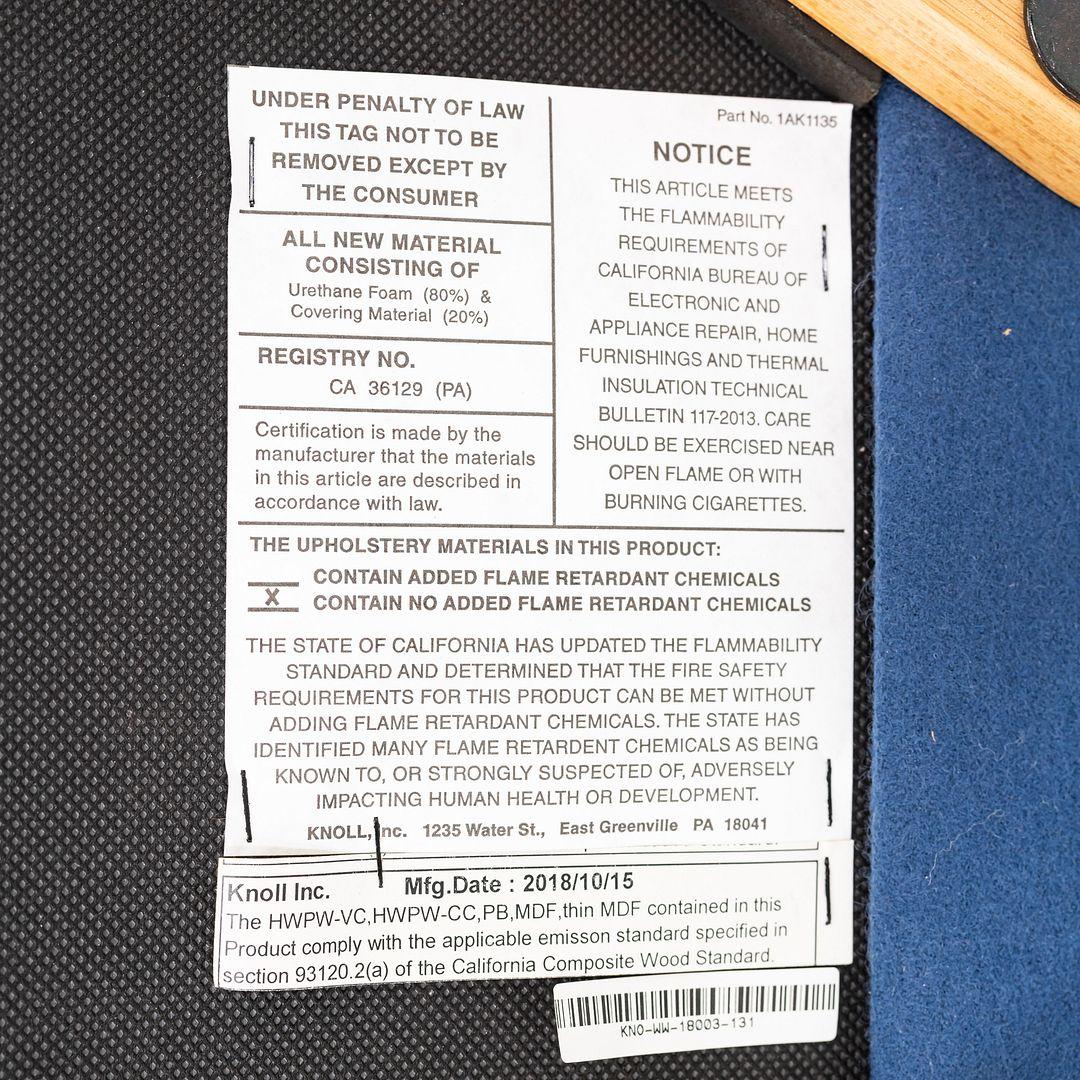 UNDER PENALTY OF LAW
THIS TAG NOT TO BE
REMOVED EXCEPT BY
THE CONSUMER
ALL NEW MATERIAL
CONSISTING OF
Urethane Foam (80%) &
Covering Material (20%)
REGISTRY NO.
CA 36129 (PA)
Certification is made by the
manufacturer that the materials
in this article are described in
accordance with law.
Part No. 1AK1135
NOTICE
THIS ARTICLE MEETS
THE FLAMMABILITY
REQUIREMENTS OF
CALIFORNIA BUREAU OF
ELECTRONIC AND
APPLIANCE REPAIR, HOME
FURNISHINGS AND THERMAL
INSULATION TECHNICAL
BULLETIN 117-2013. CARE
SHOULD BE EXERCISED NEAR
OPEN FLAME OR WITH
BURNING CIGARETTES.
THE UPHOLSTERY MATERIALS IN THIS PRODUCT:
CONTAIN ADDED FLAME RETARDANT CHEMICALS
X CONTAIN NO ADDED FLAME RETARDANT CHEMICALS
THE STATE OF CALIFORNIA HAS UPDATED THE FLAMMABILITY
STANDARD AND DETERMINED THAT THE FIRE SAFETY
REQUIREMENTS FOR THIS PRODUCT CAN BE MET WITHOUT
ADDING FLAME RETARDANT CHEMICALS. THE STATE HAS
IDENTIFIED MANY FLAME RETARDENT CHEMICALS AS BEING
KNOWN TO, OR STRONGLY SUSPECTED OF, ADVERSELY
IMPACTING HUMAN HEALTH OR DEVELOPMENT.
KNOLL, Inc. 1235 Water St., East Greenville PA 18041
Knoll Inc. Mfg.Date : 2018/10/15
The HWPW-VC,HWPW-CC,PB,MDF,thin MDF contained in this
Product comply with the applicable emisson standard specified in
section 93120.2(a) of the California Composite Wood Standard.
KNO-WW-18003-131